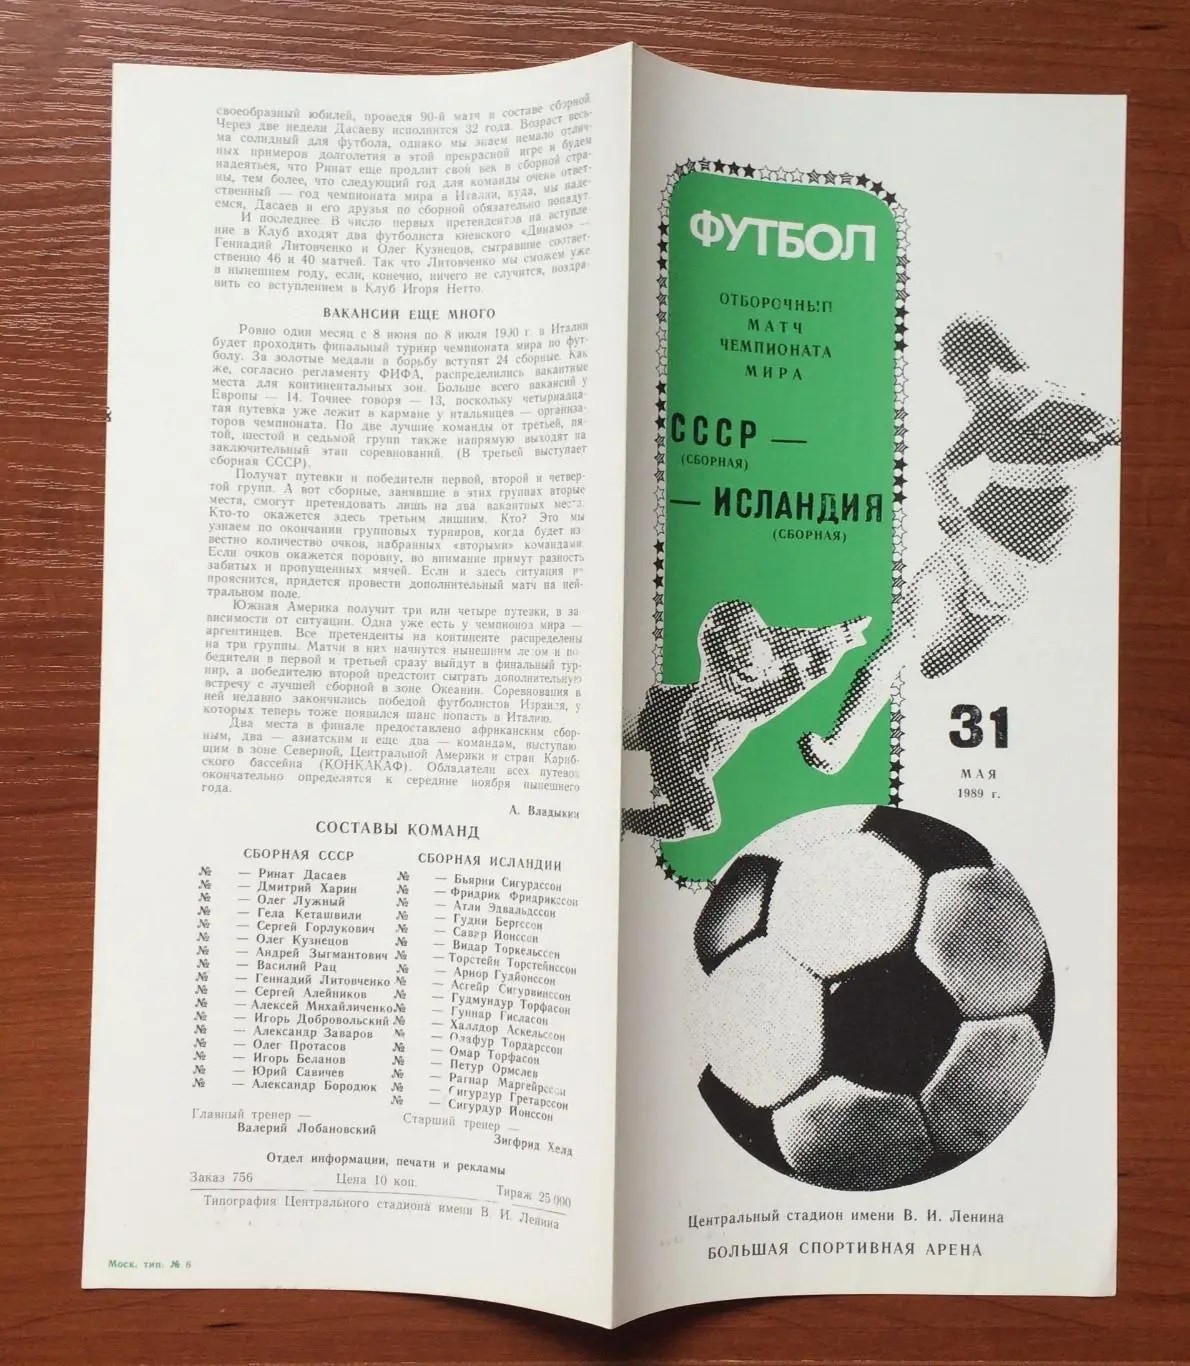 своеобразный юбилей, проведя 90-й матч в составе сборной.
Через две недели Дасаеву исполнится 32 года. Возраст весь-
ма солидный для футбола, однако мы знаем немало отлич-
ных примеров долголетия в этой прекрасной игре и будем
надеятья, что Ринат еще продлит свой век в сборной стра-
ны, тем более, что следующий год для команды очень ответ-
ственный — год чемпионата мира в Италии, куда, мы наде-
емся, Дасаев и его друзья по сборной обязательно попадут.
И последнее. В число первых претендентов на вступле
ние в Клуб входят два футболиста киевского «Динамо» —
Геннадий Литовченко и Олег Кузнецов, сыгравшие соответ-
ственно 46 и 40 матчей. Так что Литовченко мы сможем уже
в нынешнем году, если, конечно, ничего не случится, поздра-
вить со вступлением в Клуб Игоря Нетто.
ВАКАНСИЙ ЕЩЕ МНОГО
Ровно один месяц с 8 июня по 8 июля 1990 г. в Италии
будет проходить финальный турнир чемпионата мира по фут-
болу. За золотые медали в борьбу вступят 24 сборные. Как
же, согласно регламенту ФИФА, распределились вакантные
места для континентальных зон. Больше всего вакансий у
Европы — 14. Точнее говоря — 13, поскольку четырнадца-
тая путевка уже лежит в кармане у итальянцев — организа-
торов чемпионата. По две лучшие команды от третьей, пя-
той, шестой и седьмой групп также напрямую выходят на
заключительный этап соревнований. (В третьей выступает
сборная СССР).
Получат путевки и победители первой, второй и четвер-
той групп. А вот сборные, занявшие в этих группах вторые
места, смогут претендовать лишь на два вакантных места.
Кто-то окажется здесь третьим лишним. Кто? Это мы
узнаем по окончании групповых турниров, когда будет из
вестно количество очков, набранных «вторыми» командами.
Если очков окажется поровну, во внимание примут разность
забитых и пропущенных мячей. Если и здесь ситуация не
прояснится, придется провести дополнительный матч на ней-
тральном поле.
Южная Америка получит три или четыре путезки, в за
висимости от ситуации. Одна уже есть у чемпионов мира —
аргентинцев. Все претенденты на континенте распределены
на три группы. Матчи в них начнутся нынешним летом и по
бедители в первой и третьей сразу выйдут в финальный тур-
нир, а победителю второй предстоит сыграть дополнительную
встречу с лучшей сборной в зоне Океании. Соревнования в
ней недавно закончились победой футболистов Израиля, у
которых теперь тоже появился шанс попасть в Италию.
Два места в финале предоставлено африканским сбор-
ным, два — азиатским и еще два — командам, выступаю
щим в зоне Северной, Центральной Америки и стран Кариб-
ского бассейна (КОНКАКАФ). Обладатели всех путевок
окончательно определятся к середине ноября нынешнего
года.
А. Владыкин
СОСТАВЫ КОМАНД
СБОРНАЯ СССР
№ — Ринат Дасаев
№ — Дмитрий Харин
№ — Олег Лужный
№ — Гела Кеташвили
№ — Сергей Горлукович
№ — Олег Кузнецов
№ — Андрей Зыгмантович
№ — Василий Рац
№ — Геннадий Литовченко
№ — Сергей Алейников
№ — Алексей Михайличенко
№ — Игорь Добровольский
№ — Александр Заваров
№ — Олег Протасов
№ — Игорь Беланов
№ — Юрий Савичев
№ — Александр Бородюк
Главный тренер —
Валерий Лобановский
СБОРНАЯ ИСЛАНДИИ
№ — Бьярни Сигурдссон
№ — Фридрик Фридрикссон
№ — Атли Эдвальдссон
№ — Гудни Бергссон
№ — Савер Йонссон
№ — Видар Торкельссен
№ — Торстейн Торстейнссон
№ — Арнор Гудйонссон
№ — Асгейр Сигурвинссон
№ — Гудмундур Торфасон
№ — Гуннар Гисласон
№ — Халлдор Аскельссон
№ — Олафур Тордарссон
№ — Омар Торфасон
№ — Петур Ормслев
№ — Рагнар Маргейрссон
№ — Сигурдур Гретарссон
№ — Сигурдур Йонссон
Старший тренер —
Зигфрид Хелд
Отдел информации, печати и рекламы
Заказ 756 Цена 10 коп. Тираж 25 000
Типография Центрального стадиона имени В. И. Ленина
Моск. тип. № 6
ФУТБОЛ
ОТБОРОЧНЫЙ
МАТЧ
ЧЕМПИОНАТА
МИРА
СССР —
(СБОРНАЯ)
— ИСЛАНДИЯ
(СБОРНАЯ)
31
МАЯ
1989 г.
Центральный стадион имени В. И. Ленина
БОЛЬШАЯ СПОРТИВНАЯ АРЕНА